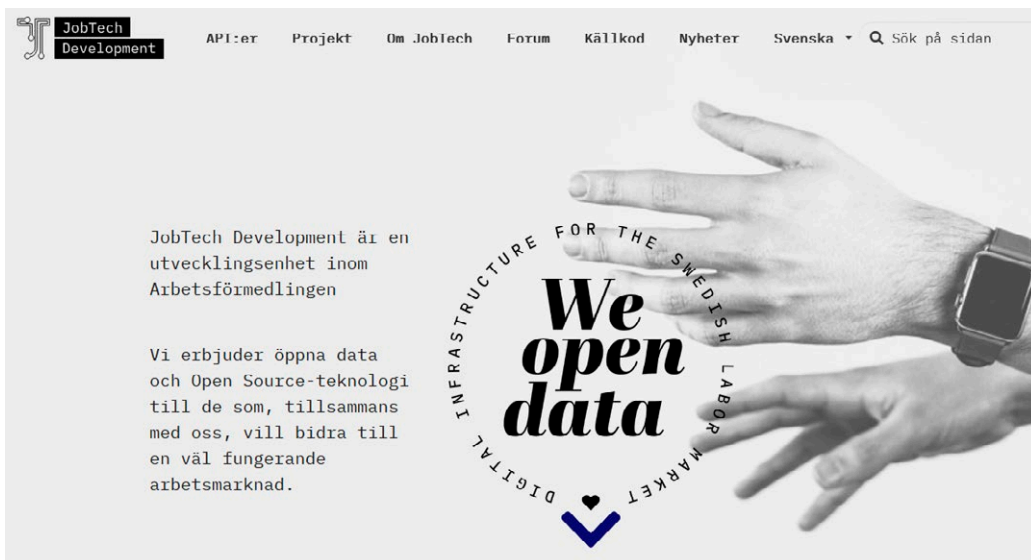 JobTech
Development
API:er Projekt Om JobTech Forum Källkod Nyheter Svenska Sök på sidan
JobTech Development är en
utvecklingsenhet inom
Arbetsförmedlingen
Vi erbjuder öppna data
och Open Source-teknologi
till de som, tillsammans
med oss, vill bidra till
en väl fungerande
arbetsmarknad.
DIGITAL INFRASTRUCTURE FOR THE SWEDISH LABOR MARKET
We
open
data